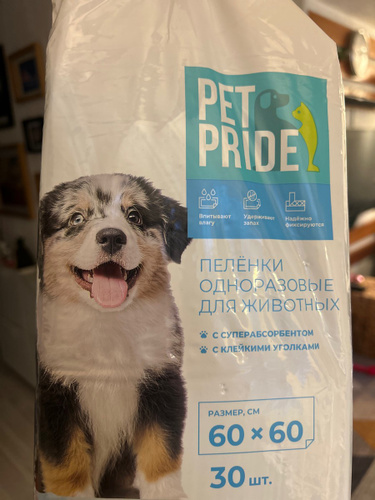 PET
PRIDE
Впитывают влагу
Удерживают запах
Надёжно фиксируются
ПЕЛЁНКИ
ОДНОРАЗОВЫЕ
ДЛЯ ЖИВОТНЫХ
С СУПЕРАБСОРБЕНТОМ
С КЛЕЙКИМИ УГОЛКАМИ
РАЗМЕР, СМ
60 × 60
30 шт.